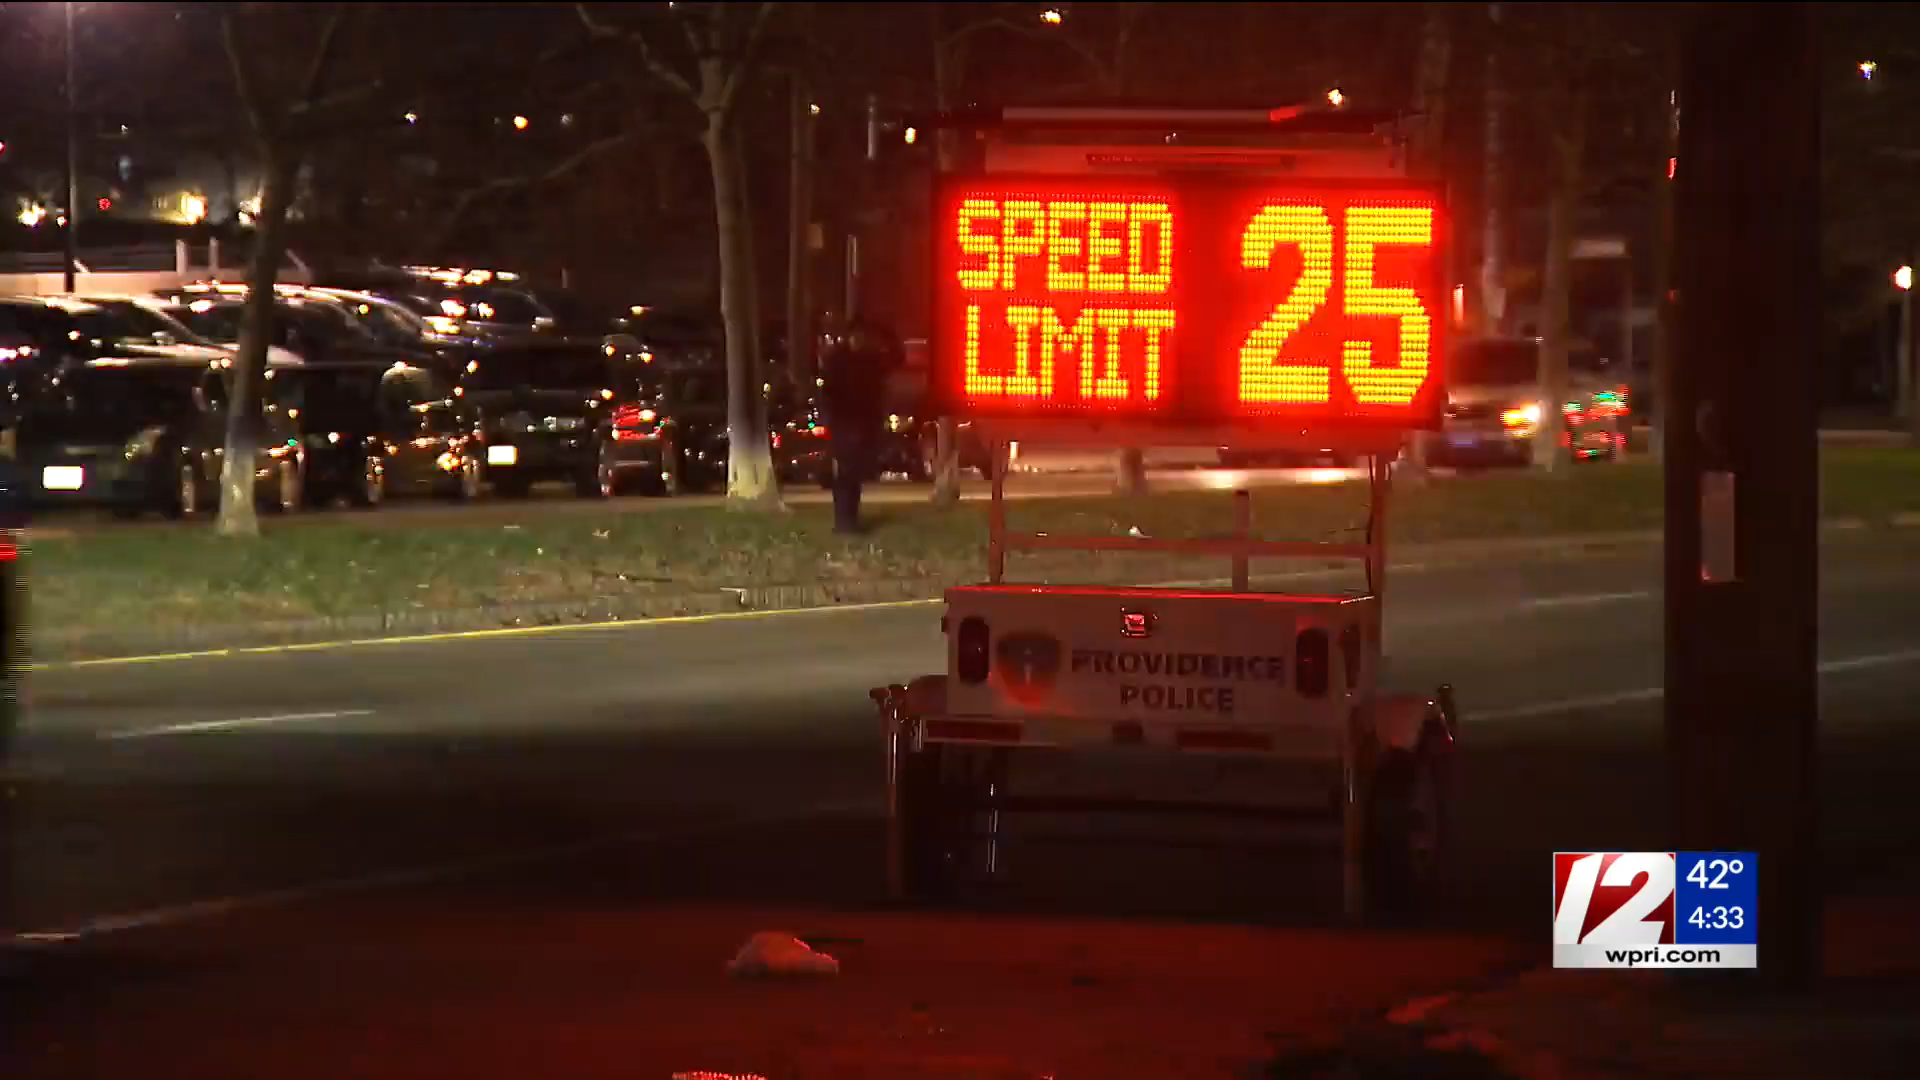 SPEED
LIMIT
25
PROVIDENCE
POLICE
12
42°
4:33
wpri.com